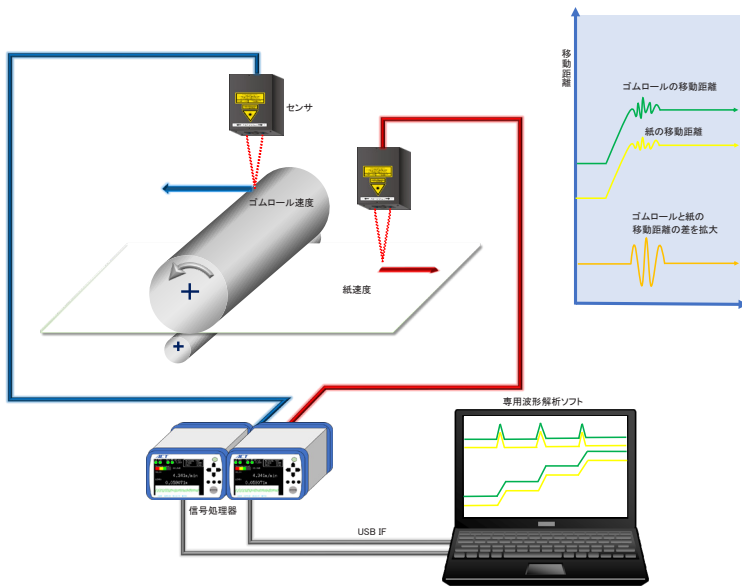 センサ
ゴムロール速度
紙速度
移動距離
ゴムロールの移動距離
紙の移動距離
ゴムロールと紙の
移動距離の差を拡大
専用波形解析ソフト
信号処理器
USB IF